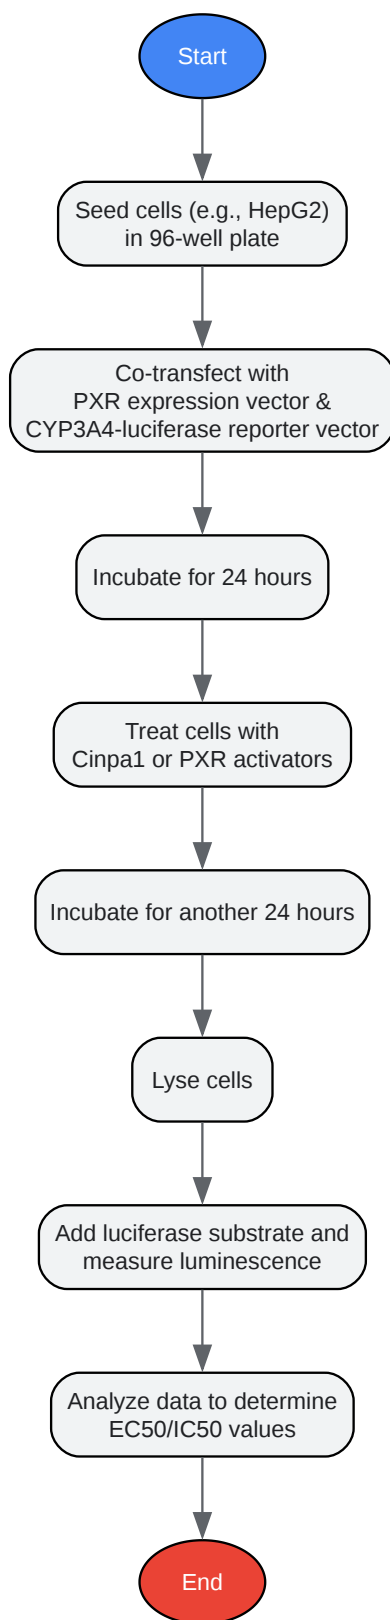 Start
Seed cells (e.g., HepG2)
in 96-well plate
Co-transfect with
PXR expression vector &
CYP3A4-luciferase reporter vector
Incubate for 24 hours
Treat cells with
Cinpa1 or PXR activators
Incubate for another 24 hours
Lyse cells
Add luciferase substrate and
measure luminescence
Analyze data to determine
EC50/IC50 values
End